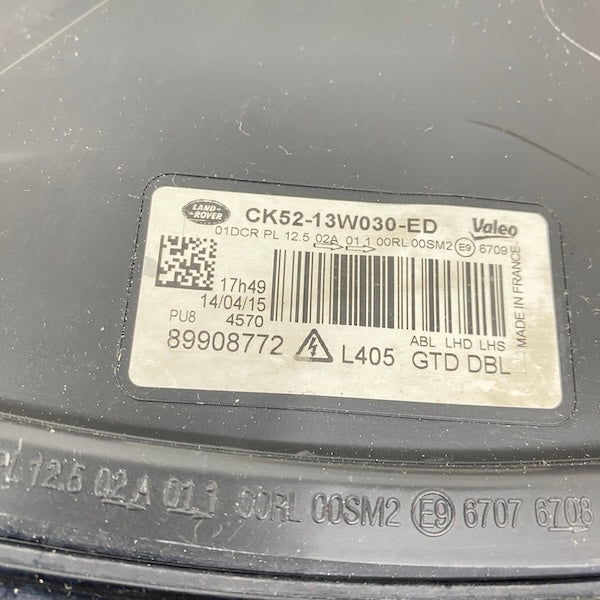 LAND-
ROVER
CK52-13W030-ED
Valeo
01DCR PL 12.5 02A 01 1 00RL 00SM2 E9 6709
17h49
14/04/15
PU8 4570
ABL LHD LHS
89908772 L405 GTD DBL
MADE IN FRANCE
PL 12.5 02A 01 1 00RL 00SM2 E9 6707 6708